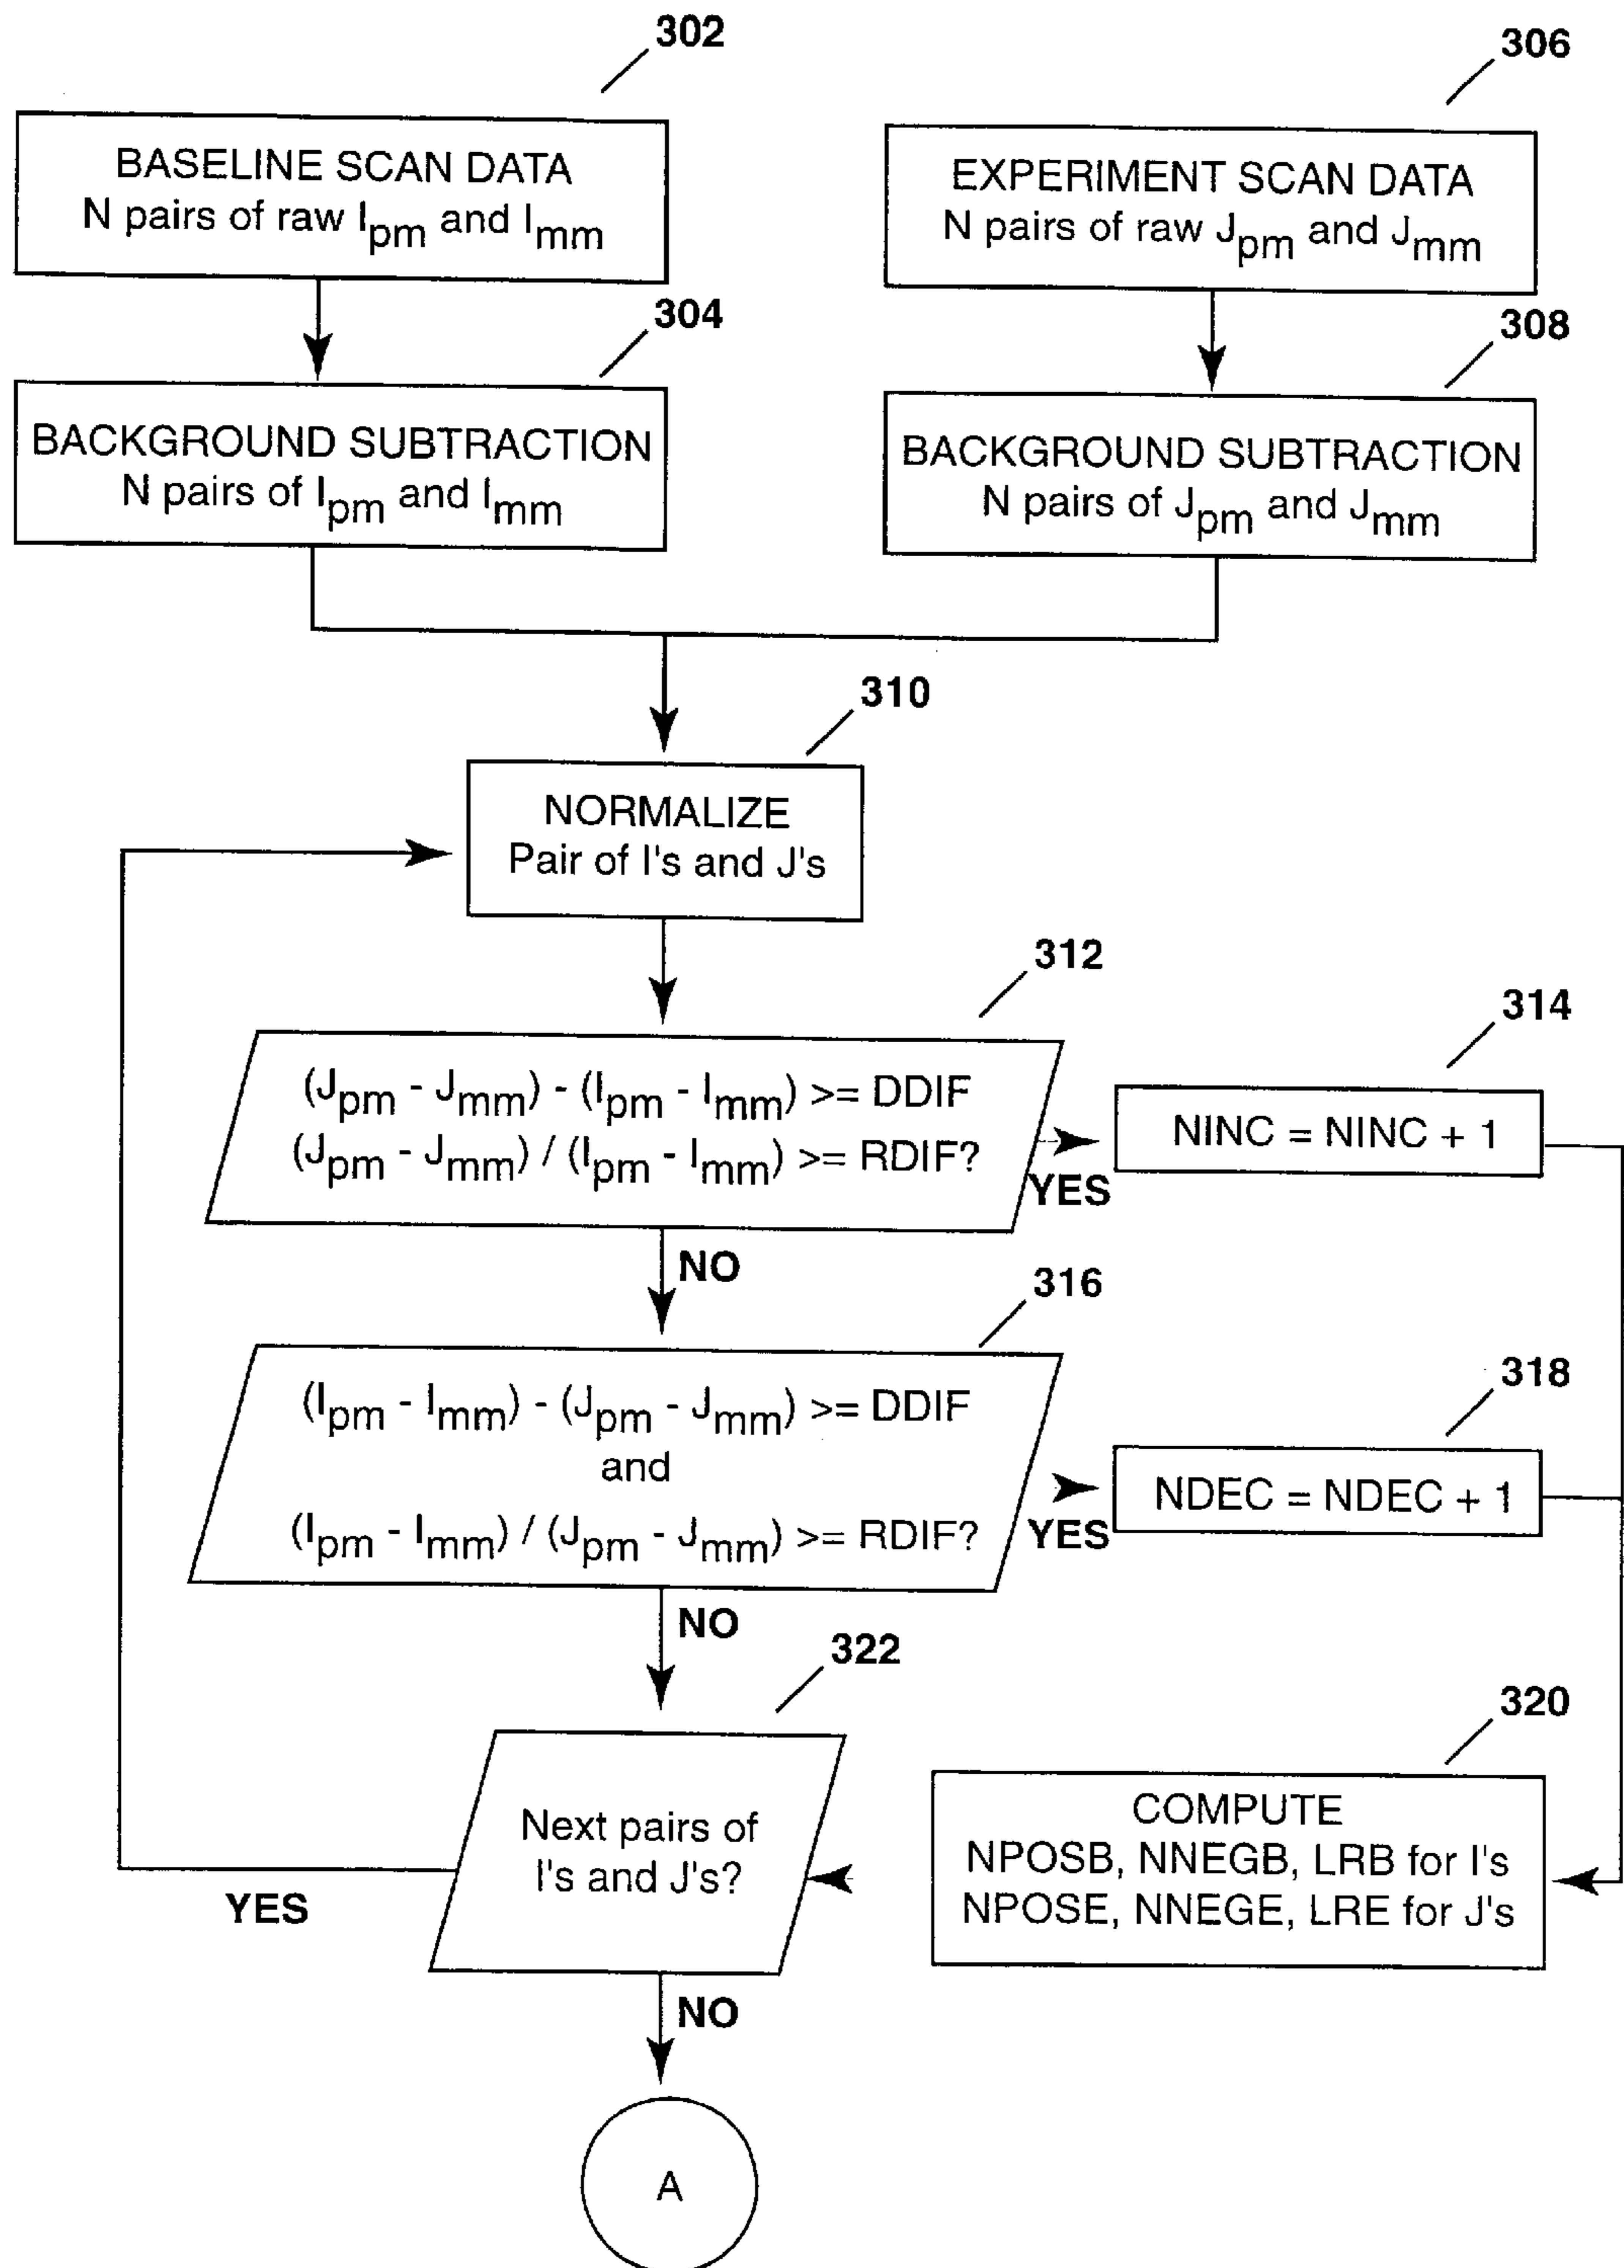 302
BASELINE SCAN DATA
N pairs of raw Ipm and Imm
306
EXPERIMENT SCAN DATA
N pairs of raw Jpm and Jmm
304
BACKGROUND SUBTRACTION
N pairs of Ipm and Imm
308
BACKGROUND SUBTRACTION
N pairs of Jpm and Jmm
310
NORMALIZE
Pair of I's and J's
312
(Jpm - Jmm) - (Ipm - Imm) >= DDIF
(Jpm - Jmm) / (Ipm - Imm) >= RDIF?
YES
314
NINC = NINC + 1
NO
316
(Ipm - Imm) - (Jpm - Jmm) >= DDIF
and
(Ipm - Imm) / (Jpm - Jmm) >= RDIF?
YES
318
NDEC = NDEC + 1
NO
322
Next pairs of
I's and J's?
YES
320
COMPUTE
NPOSB, NNEGB, LRB for I's
NPOSE, NNEGE, LRE for J's
NO
A